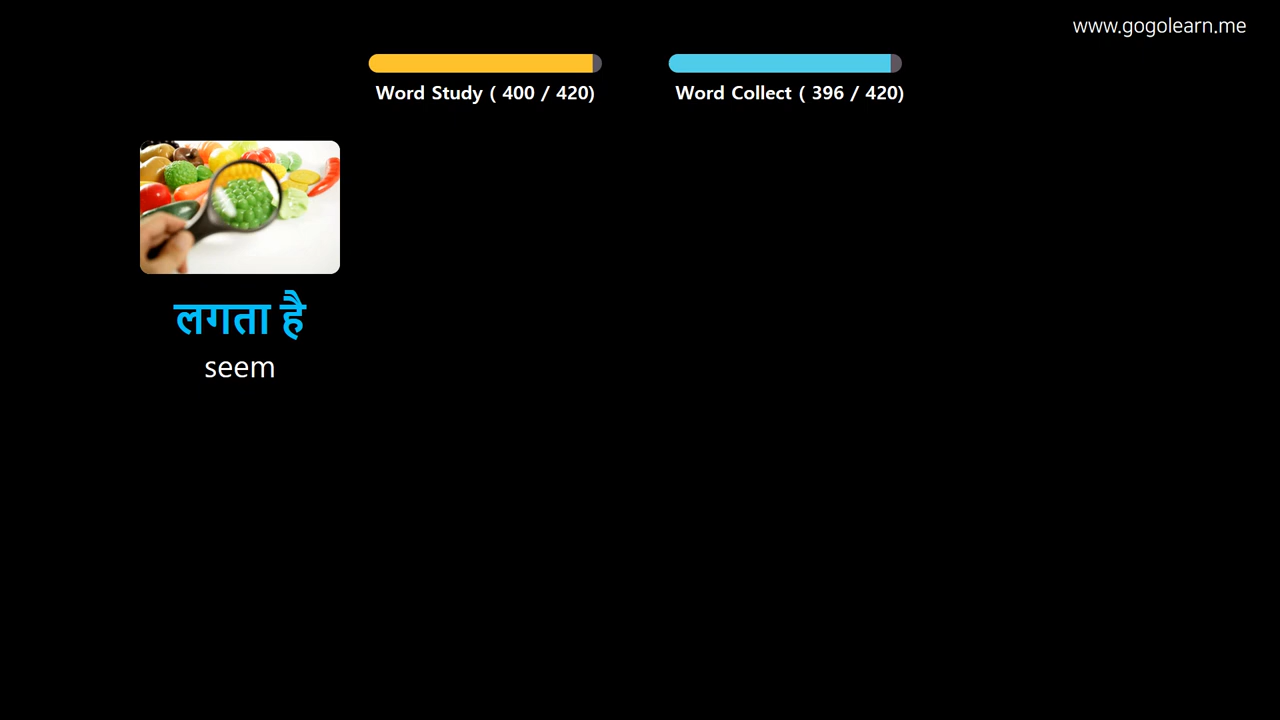 www.gogolearn.me
Word Study ( 400 / 420)
Word Collect ( 396 / 420)
लगता है
seem